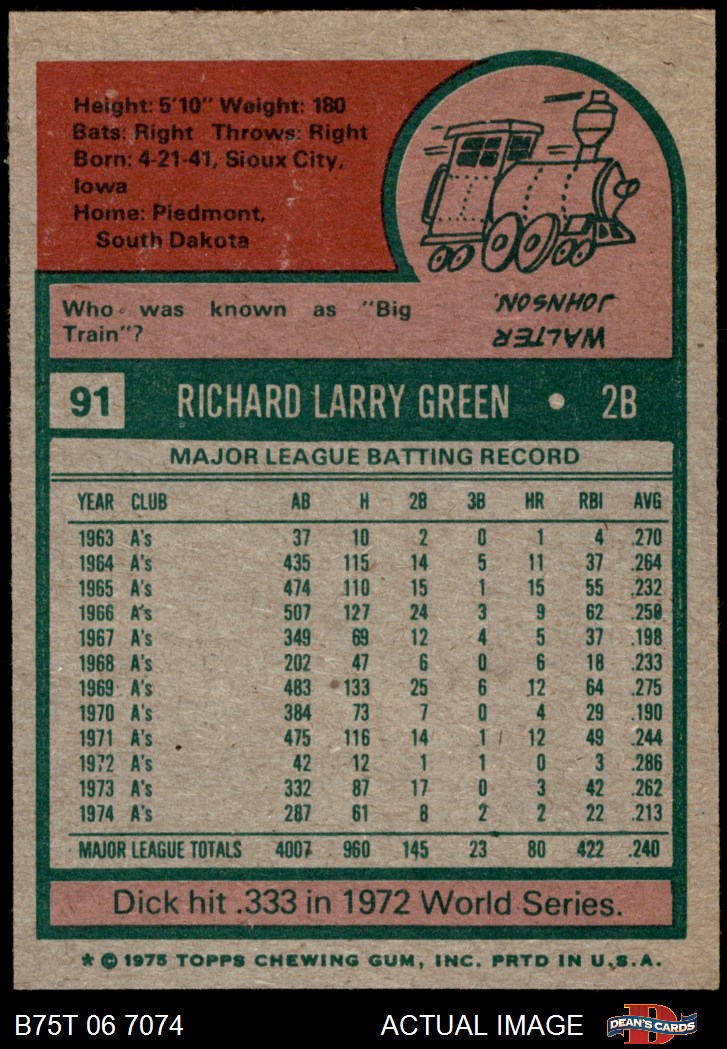 Height: 5'10" Weight: 180
Bats: Right Throws: Right
Born: 4-21-41, Sioux City,
Iowa
Home: Piedmont,
South Dakota
Who was known as "Big
Train"?
WALTER
JOHNSON.
91 RICHARD LARRY GREEN • 2B
MAJOR LEAGUE BATTING RECORD
YEAR CLUB AB H 2B 3B HR RBI AVG
1963 A's 37 10 2 0 1 4 .270
1964 A's 435 115 14 5 11 37 .264
1965 A's 474 110 15 1 15 55 .232
1966 A's 507 127 24 3 9 62 .250
1967 A's 349 69 12 4 5 37 .198
1968 A's 202 47 6 0 6 18 .233
1969 A's 483 133 25 6 12 64 .275
1970 A's 384 73 7 0 4 29 .190
1971 A's 475 116 14 1 12 49 .244
1972 A's 42 12 1 1 0 3 .286
1973 A's 332 87 17 0 3 42 .262
1974 A's 287 61 8 2 2 22 .213
MAJOR LEAGUE TOTALS 4007 960 145 23 80 422 .240
Dick hit .333 in 1972 World Series.
* © 1975 TOPPS CHEWING GUM, INC. PRTD IN U.S.A.
B75T 06 7074 ACTUAL IMAGE D DEAN'S CARDS